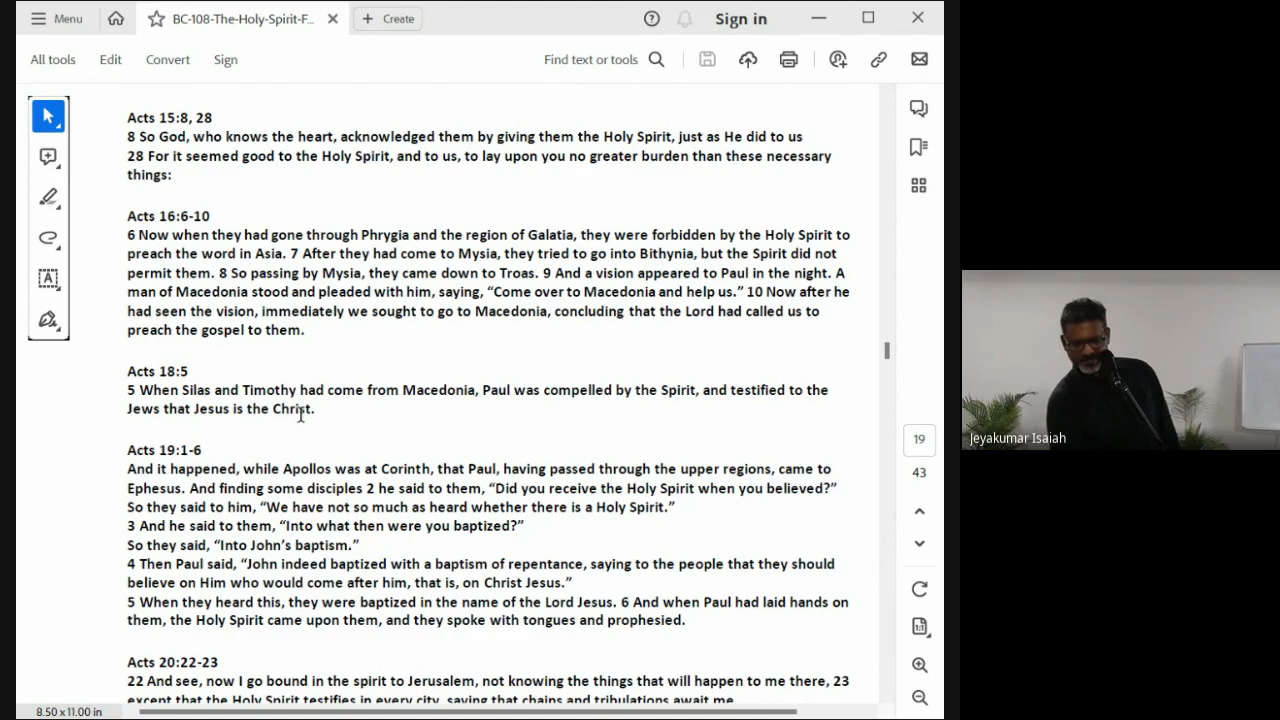 Menu
BC-108-The-Holy-Spirit-F...
Create
Sign in
All tools
Edit
Convert
Sign
Find text or tools
Acts 15:8, 28
8 So God, who knows the heart, acknowledged them by giving them the Holy Spirit, just as He did to us
28 For it seemed good to the Holy Spirit, and to us, to lay upon you no greater burden than these necessary
things:
Acts 16:6-10
6 Now when they had gone through Phrygia and the region of Galatia, they were forbidden by the Holy Spirit to
preach the word in Asia. 7 After they had come to Mysia, they tried to go into Bithynia, but the Spirit did not
permit them. 8 So passing by Mysia, they came down to Troas. 9 And a vision appeared to Paul in the night. A
man of Macedonia stood and pleaded with him, saying, “Come over to Macedonia and help us.” 10 Now after he
had seen the vision, immediately we sought to go to Macedonia, concluding that the Lord had called us to
preach the gospel to them.
Acts 18:5
5 When Silas and Timothy had come from Macedonia, Paul was compelled by the Spirit, and testified to the
Jews that Jesus is the Christ.
Acts 19:1-6
And it happened, while Apollos was at Corinth, that Paul, having passed through the upper regions, came to
Ephesus. And finding some disciples 2 he said to them, “Did you receive the Holy Spirit when you believed?”
So they said to him, “We have not so much as heard whether there is a Holy Spirit.”
3 And he said to them, “Into what then were you baptized?”
So they said, “Into John’s baptism.”
4 Then Paul said, “John indeed baptized with a baptism of repentance, saying to the people that they should
believe on Him who would come after him, that is, on Christ Jesus.”
5 When they heard this, they were baptized in the name of the Lord Jesus. 6 And when Paul had laid hands on
them, the Holy Spirit came upon them, and they spoke with tongues and prophesied.
Acts 20:22-23
22 And see, now I go bound in the spirit to Jerusalem, not knowing the things that will happen to me there, 23
except that the Holy Spirit testifies in every city, saying that chains and tribulations await me.
8.50 x 11.00 in
19
43
1:1
Jeyakumar Isaiah